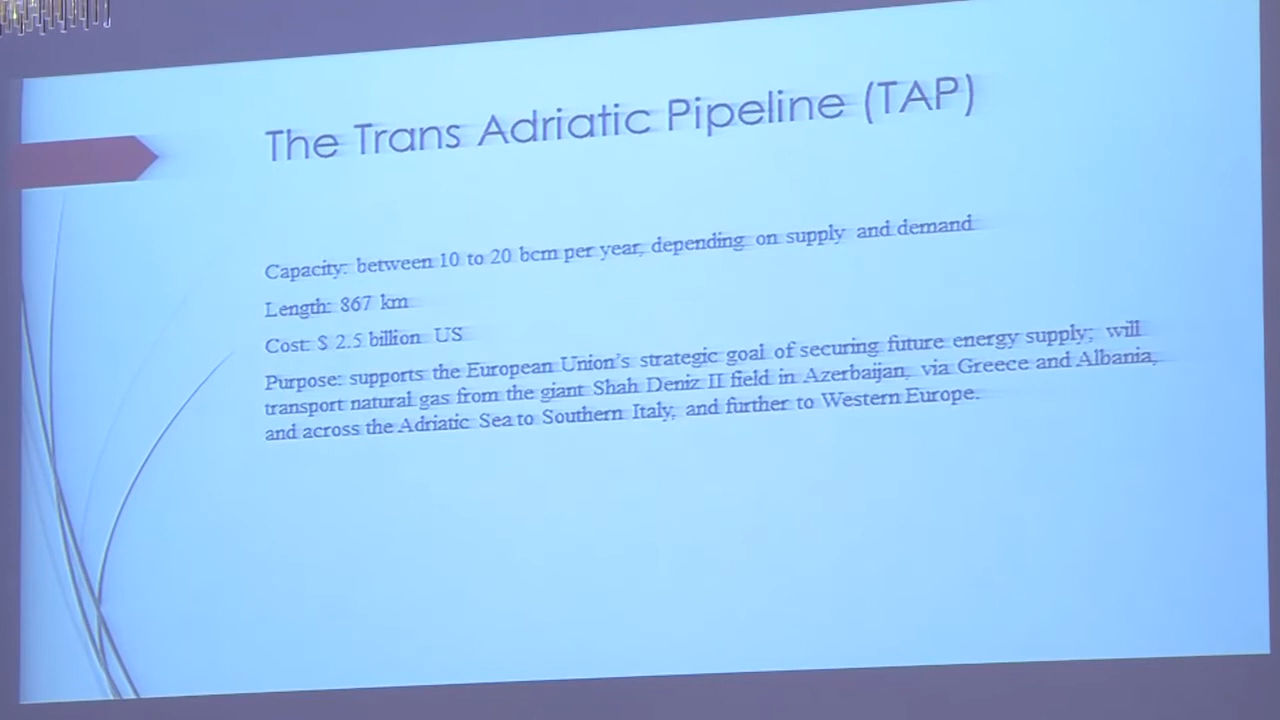 The Trans Adriatic Pipeline (TAP)
Capacity: between 10 to 20 bcm per year, depending on supply and demand
Length: 867 km
Cost: $ 2.5 billion US
Purpose: supports the European Union's strategic goal of securing future energy supply; will
transport natural gas from the giant Shah Deniz II field in Azerbaijan, via Greece and Albania,
and across the Adriatic Sea to Southern Italy, and further to Western Europe.